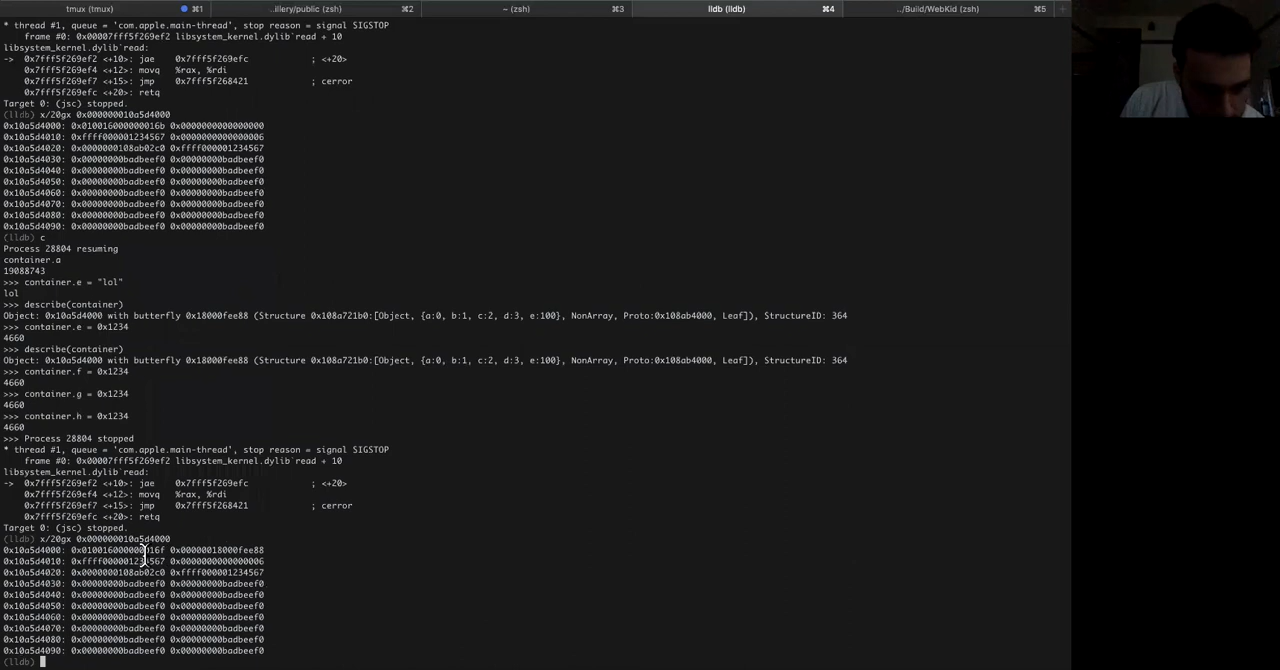 tmux (tmux) ⌘1 ..illery/public (zsh) ⌘2 ~ (zsh) ⌘3 lldb (lldb) ⌘4 ../Build/WebKid (zsh) ⌘5
* thread #1, queue = 'com.apple.main-thread', stop reason = signal SIGSTOP
frame #0: 0x00007fff5f269ef2 libsystem_kernel.dylib`read + 10
libsystem_kernel.dylib`read:
-> 0x7fff5f269ef2 <+10>: jae 0x7fff5f269efc ; <+20>
0x7fff5f269ef4 <+12>: movq %rax, %rdi
0x7fff5f269ef7 <+15>: jmp 0x7fff5f268421 ; cerror
0x7fff5f269efc <+20>: retq
Target 0: (jsc) stopped.
(lldb) x/20gx 0x000000010a5d4000
0x10a5d4000: 0x010016000000016b 0x0000000000000000
0x10a5d4010: 0xffff000001234567 0x0000000000000006
0x10a5d4020: 0x0000000108ab02c0 0xffff000001234567
0x10a5d4030: 0x00000000badbeef0 0x00000000badbeef0
0x10a5d4040: 0x00000000badbeef0 0x00000000badbeef0
0x10a5d4050: 0x00000000badbeef0 0x00000000badbeef0
0x10a5d4060: 0x00000000badbeef0 0x00000000badbeef0
0x10a5d4070: 0x00000000badbeef0 0x00000000badbeef0
0x10a5d4080: 0x00000000badbeef0 0x00000000badbeef0
0x10a5d4090: 0x00000000badbeef0 0x00000000badbeef0
(lldb) c
Process 28804 resuming
container.a
19088743
>>> container.e = "lol"
lol
>>> describe(container)
Object: 0x10a5d4000 with butterfly 0x18000fee88 (Structure 0x108a721b0:[Object, {a:0, b:1, c:2, d:3, e:100}, NonArray, Proto:0x108ab4000, Leaf]), StructureID: 364
>>> container.e = 0x1234
4660
>>> describe(container)
Object: 0x10a5d4000 with butterfly 0x18000fee88 (Structure 0x108a721b0:[Object, {a:0, b:1, c:2, d:3, e:100}, NonArray, Proto:0x108ab4000, Leaf]), StructureID: 364
>>> container.f = 0x1234
4660
>>> container.g = 0x1234
4660
>>> container.h = 0x1234
4660
>>> Process 28804 stopped
* thread #1, queue = 'com.apple.main-thread', stop reason = signal SIGSTOP
frame #0: 0x00007fff5f269ef2 libsystem_kernel.dylib`read + 10
libsystem_kernel.dylib`read:
-> 0x7fff5f269ef2 <+10>: jae 0x7fff5f269efc ; <+20>
0x7fff5f269ef4 <+12>: movq %rax, %rdi
0x7fff5f269ef7 <+15>: jmp 0x7fff5f268421 ; cerror
0x7fff5f269efc <+20>: retq
Target 0: (jsc) stopped.
(lldb) x/20gx 0x000000010a5d4000
0x10a5d4000: 0x010016000000016f 0x00000018000fee88
0x10a5d4010: 0xffff000001234567 0x0000000000000006
0x10a5d4020: 0x0000000108ab02c0 0xffff000001234567
0x10a5d4030: 0x00000000badbeef0 0x00000000badbeef0
0x10a5d4040: 0x00000000badbeef0 0x00000000badbeef0
0x10a5d4050: 0x00000000badbeef0 0x00000000badbeef0
0x10a5d4060: 0x00000000badbeef0 0x00000000badbeef0
0x10a5d4070: 0x00000000badbeef0 0x00000000badbeef0
0x10a5d4080: 0x00000000badbeef0 0x00000000badbeef0
0x10a5d4090: 0x00000000badbeef0 0x00000000badbeef0
(lldb)